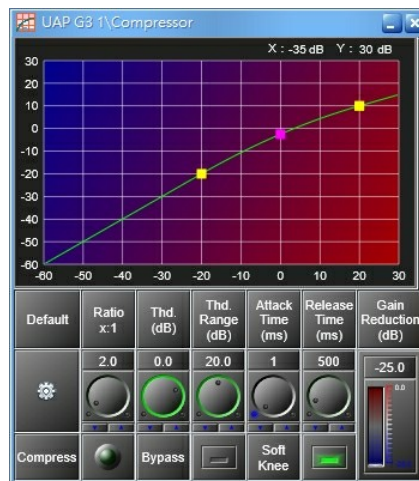 UAP G3 1\Compressor
X : -35 dB Y : 30 dB
30
20
10
0
-10
-20
-30
-40
-50
-60
-60 -50 -40 -30 -20 -10 0 10 20 30
Default Ratio x:1 Thd. (dB) Thd. Range (dB) Attack Time (ms) Release Time (ms) Gain Reduction (dB)
2.0 0.0 20.0 1 500 -25.0
0.0
Compress Bypass Soft Knee